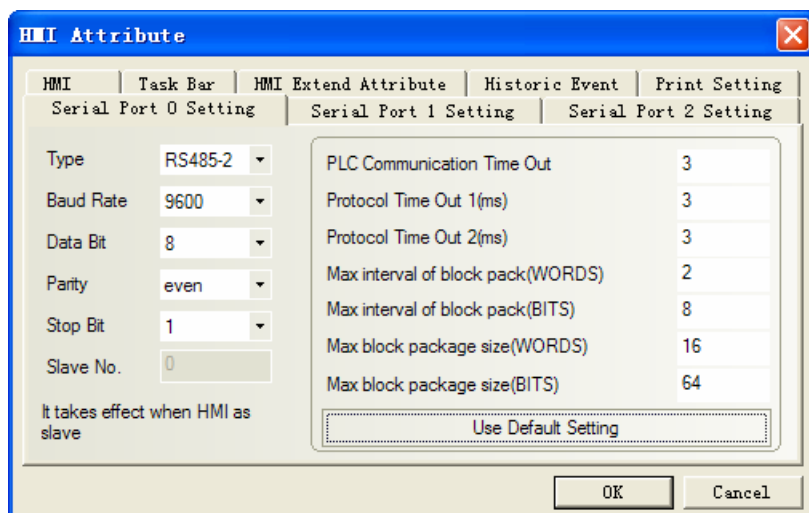 HMI Attribute
HMI
Task Bar
HMI Extend Attribute
Historic Event
Print Setting
Serial Port 0 Setting
Serial Port 1 Setting
Serial Port 2 Setting
Type
RS485-2
Baud Rate
9600
Data Bit
8
Parity
even
Stop Bit
1
Slave No.
0
It takes effect when HMI as
slave
PLC Communication Time Out
3
Protocol Time Out 1(ms)
3
Protocol Time Out 2(ms)
3
Max interval of block pack(WORDS)
2
Max interval of block pack(BITS)
8
Max block package size(WORDS)
16
Max block package size(BITS)
64
Use Default Setting
OK
Cancel